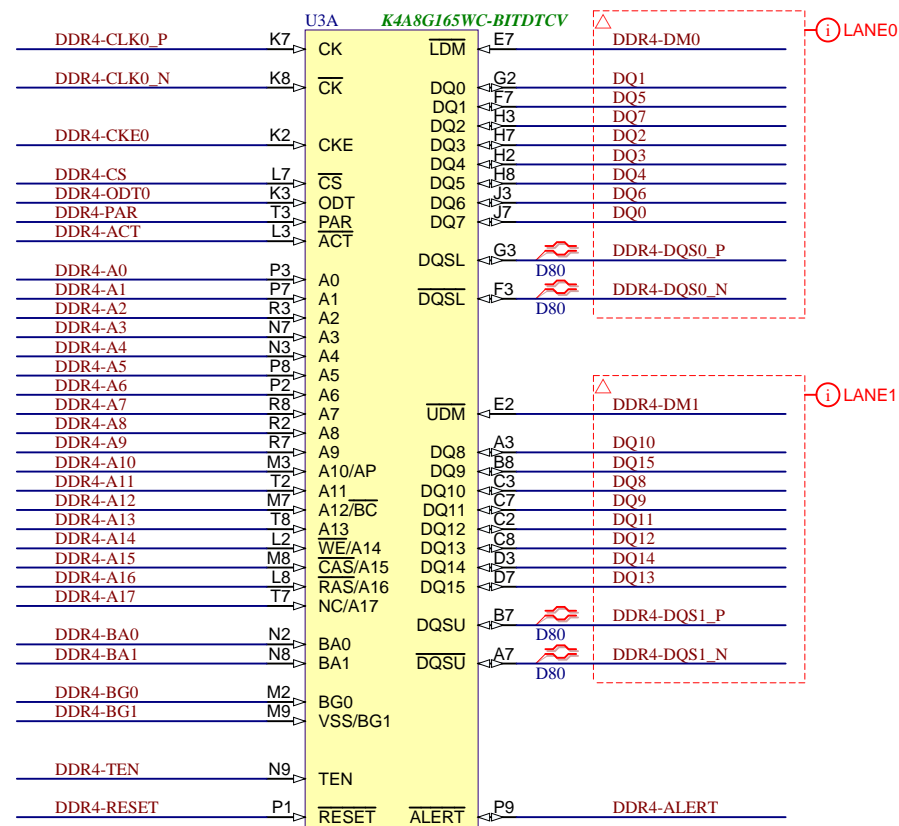 U3A K4A8G165WC-BITDTCV
DDR4-CLK0_P K7 CK LDM E7 DDR4-DM0 LANE0
DDR4-CLK0_N K8 CK DQ0 G2 DQ1
DQ1 F7 DQ5
DQ2 H3 DQ7
DDR4-CKE0 K2 CKE DQ3 H7 DQ2
DQ4 H2 DQ3
DDR4-CS L7 CS DQ5 H8 DQ4
DDR4-ODT0 K3 ODT DQ6 J3 DQ6
DDR4-PAR T3 PAR DQ7 J7 DQ0
DDR4-ACT L3 ACT
DQSL G3 D80 DDR4-DQS0_P
DDR4-A0 P3 A0
DDR4-A1 P7 A1 DQSL F3 D80 DDR4-DQS0_N
DDR4-A2 R3 A2
DDR4-A3 N7 A3
DDR4-A4 N3 A4
DDR4-A5 P8 A5
DDR4-A6 P2 A6
DDR4-A7 R8 A7 UDM E2 DDR4-DM1 LANE1
DDR4-A8 R2 A8
DDR4-A9 R7 A9 DQ8 A3 DQ10
DDR4-A10 M3 A10/AP DQ9 B8 DQ15
DDR4-A11 T2 A11 DQ10 C3 DQ8
DDR4-A12 M7 A12/BC DQ11 C7 DQ9
DDR4-A13 T8 A13 DQ12 C2 DQ11
DDR4-A14 L2 WE/A14 DQ13 C8 DQ12
DDR4-A15 M8 CAS/A15 DQ14 D3 DQ14
DDR4-A16 L8 RAS/A16 DQ15 D7 DQ13
DDR4-A17 T7 NC/A17
DQSU B7 D80 DDR4-DQS1_P
DDR4-BA0 N2 BA0
DDR4-BA1 N8 BA1 DQSU A7 D80 DDR4-DQS1_N
DDR4-BG0 M2 BG0
DDR4-BG1 M9 VSS/BG1
DDR4-TEN N9 TEN
DDR4-RESET P1 RESET ALERT P9 DDR4-ALERT